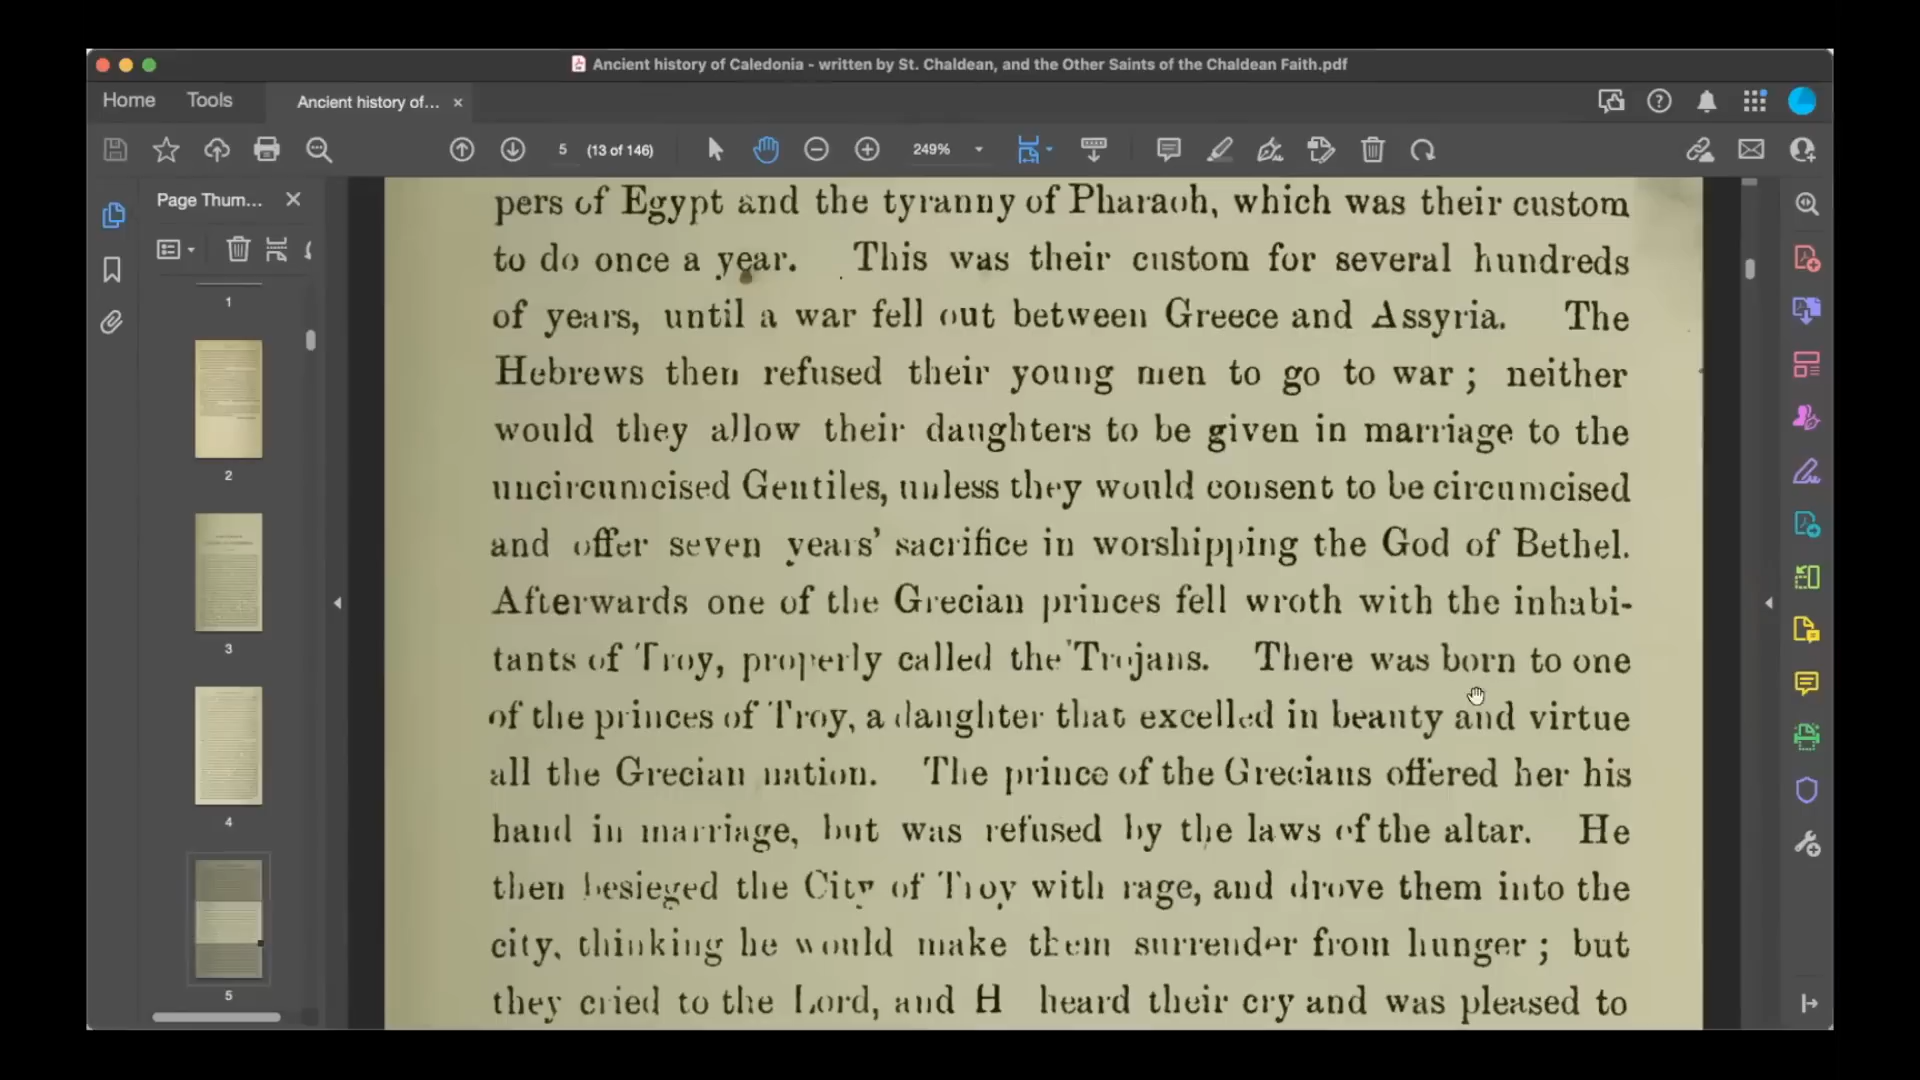 Ancient history of Caledonia - written by St. Chaldean, and the Other Saints of the Chaldean Faith.pdf
Home Tools Ancient history of... ×
5 (13 of 146) 249%
Page Thum...
1
2
3
4
5
pers of Egypt and the tyranny of Pharaoh, which was their custom
to do once a year. This was their custom for several hundreds
of years, until a war fell out between Greece and Assyria. The
Hebrews then refused their young men to go to war ; neither
would they allow their daughters to be given in marriage to the
uncircumcised Gentiles, unless they would consent to be circumcised
and offer seven years' sacrifice in worshipping the God of Bethel.
Afterwards one of the Grecian princes fell wroth with the inhabi-
tants of Troy, properly called the Trojans. There was born to one
of the princes of Troy, a daughter that excelled in beauty and virtue
all the Grecian nation. The prince of the Grecians offered her his
hand in marriage, but was refused by the laws of the altar. He
then besieged the City of Troy with rage, and drove them into the
city, thinking he would make them surrender from hunger ; but
they cried to the Lord, and H heard their cry and was pleased to